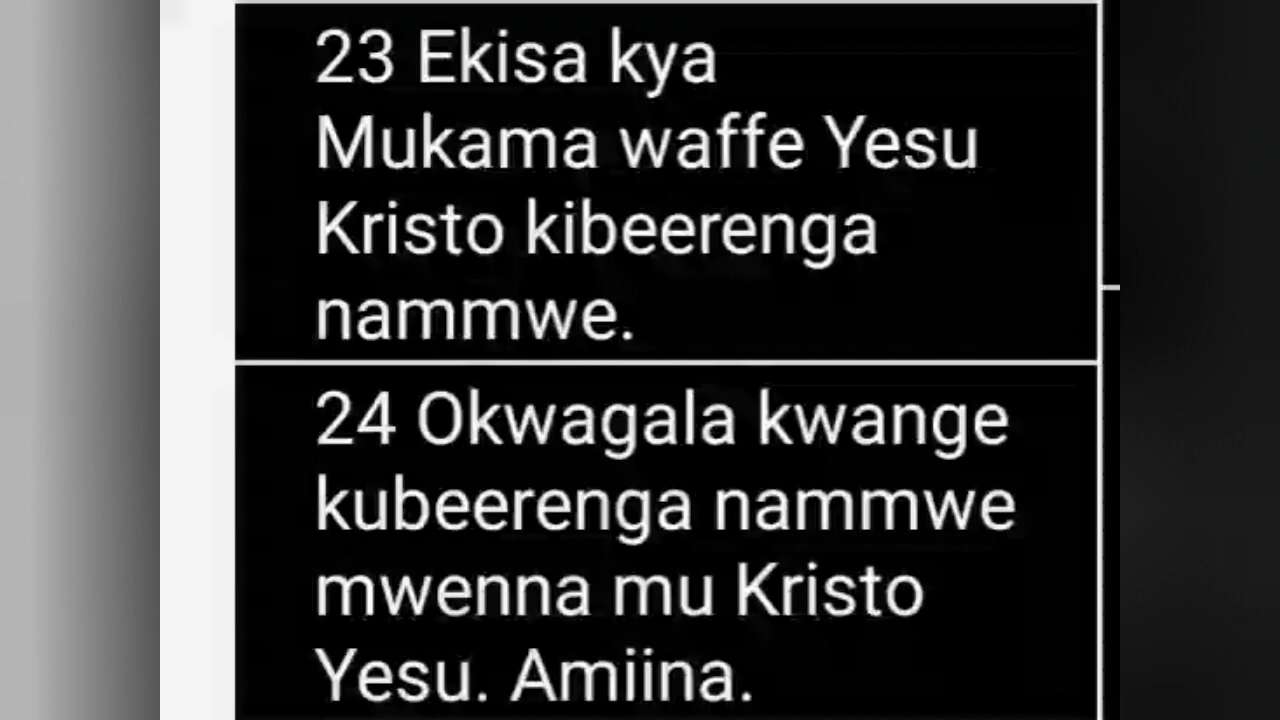 23 Ekisa kya
Mukama waffe Yesu
Kristo kibeerenga
nammwe.
24 Okwagala kwange
kubeerenga nammwe
mwenna mu Kristo
Yesu. Amiina.